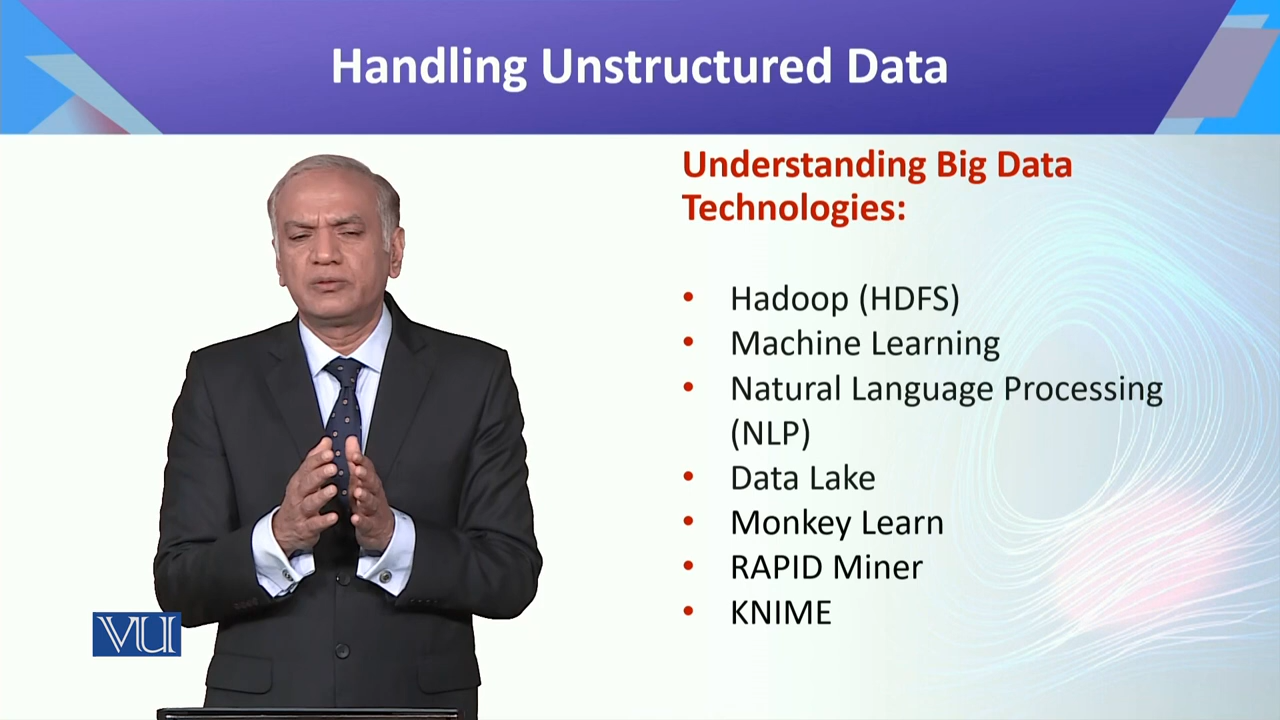 Handling Unstructured Data
Understanding Big Data
Technologies:
• Hadoop (HDFS)
• Machine Learning
• Natural Language Processing
(NLP)
• Data Lake
• Monkey Learn
• RAPID Miner
• KNIME
VU